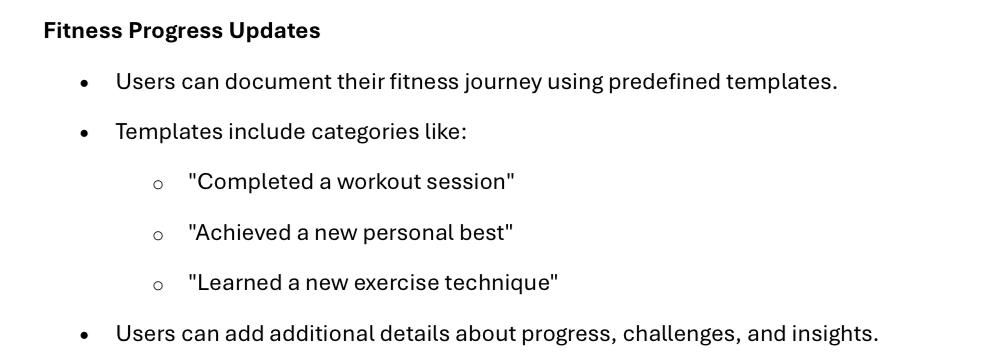 Fitness Progress Updates
• Users can document their fitness journey using predefined templates.
• Templates include categories like:
o "Completed a workout session"
o "Achieved a new personal best"
o "Learned a new exercise technique"
• Users can add additional details about progress, challenges, and insights.